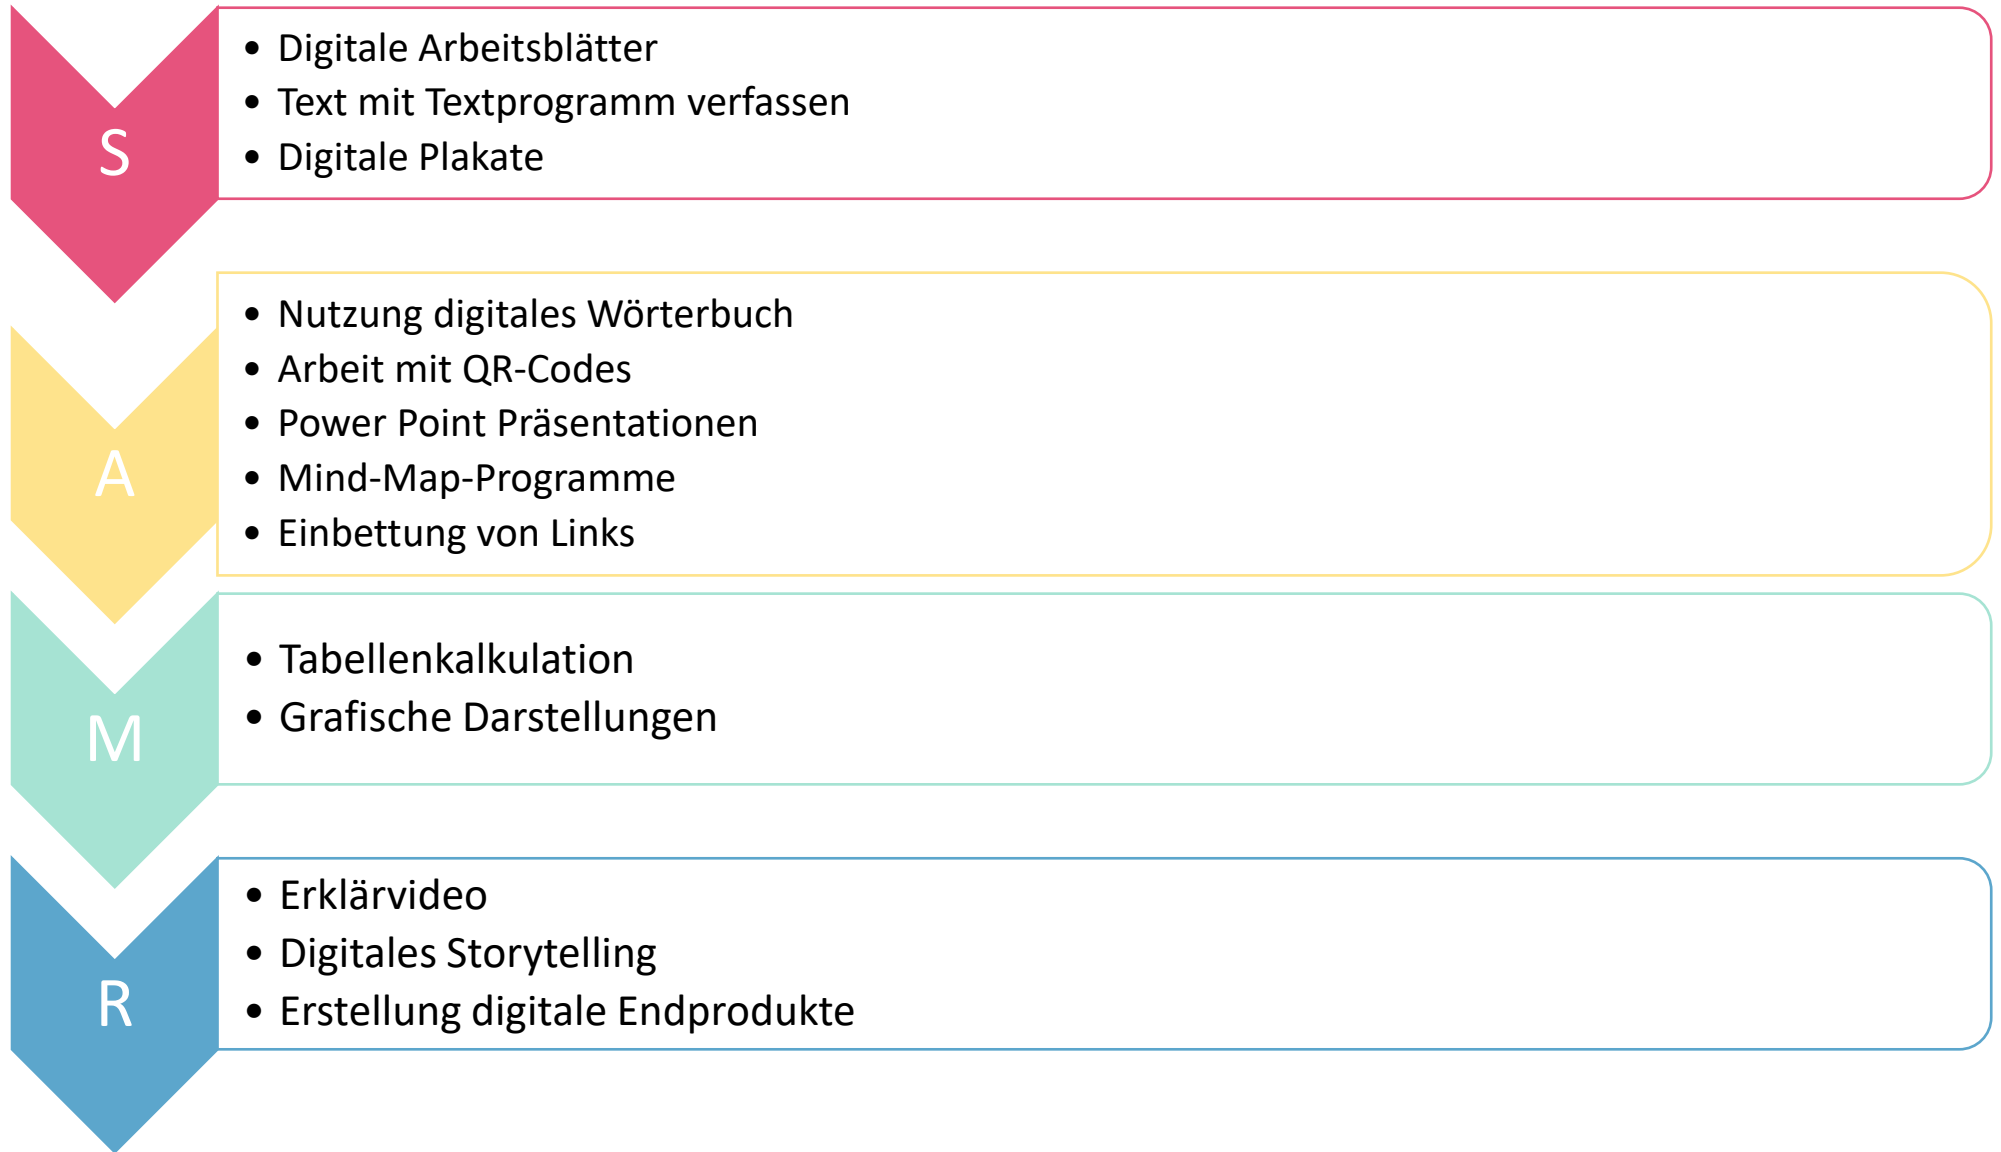 S
• Digitale Arbeitsblätter
• Text mit Textprogramm verfassen
• Digitale Plakate
A
• Nutzung digitales Wörterbuch
• Arbeit mit QR-Codes
• Power Point Präsentationen
• Mind-Map-Programme
• Einbettung von Links
M
• Tabellenkalkulation
• Grafische Darstellungen
R
• Erklärvideo
• Digitales Storytelling
• Erstellung digitale Endprodukte